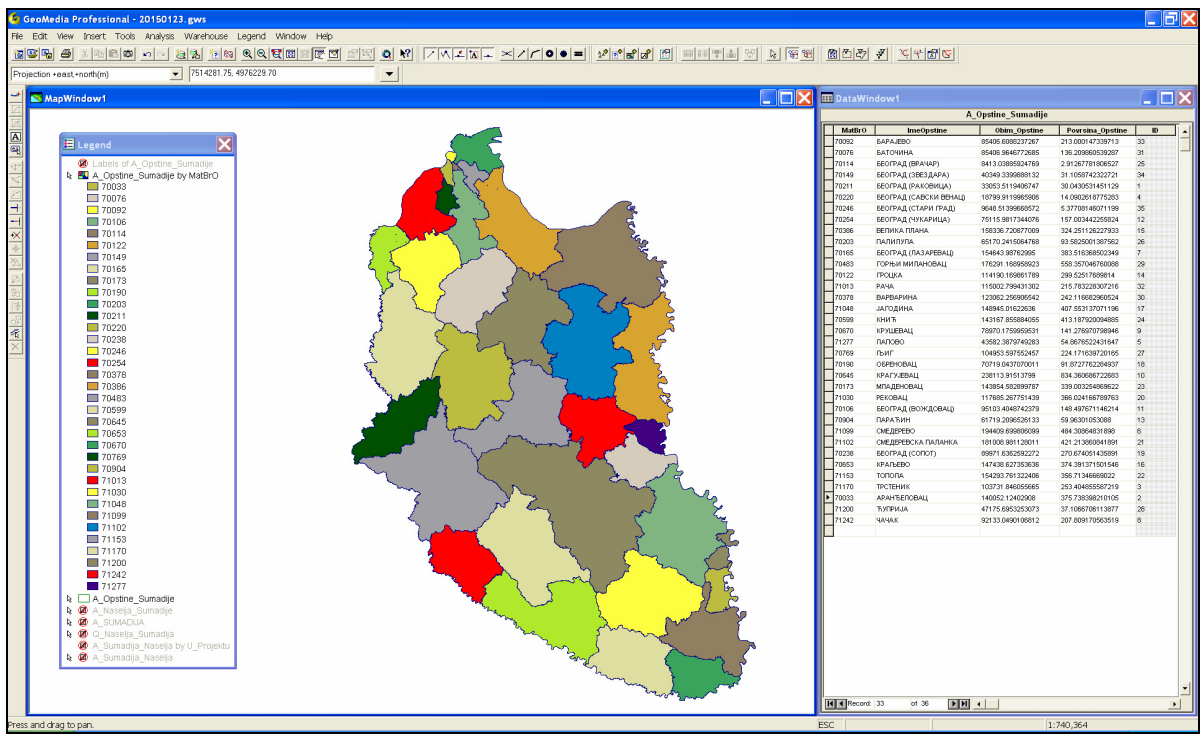 GeoMedia Professional - 20150123.gws
File Edit View Insert Tools Analysis Warehouse Legend Window Help
Projection +east,+north(m) 7514281.75, 4976229.70
MapWindow1
Legend
Labels of A_Opstine_Sumadije
A_Opstine_Sumadije by MatBrO
70033
70076
70092
70106
70114
70122
70149
70165
70173
70190
70203
70211
70220
70238
70246
70254
70378
70386
70483
70599
70645
70653
70670
70769
70904
71013
71030
71048
71099
71102
71153
71170
71200
71242
71277
A_Opstine_Sumadije
A_Naselja_Sumadije
A_SUMADIJA
Q_Naselja_Sumadija
A_Sumadija_Naselja by U_Projektu
A_Sumadija_Naselja
DataWindow1
A_Opstine_Sumadije
MatBrO ImeOpstine Obim_Opstine Povrsina_Opstine ID
70092 БАРАЈЕВО 85406.6088237267 213.000147339713 33
70076 БАТОЧИНА 85406.9646772685 136.209860539287 31
70114 БЕОГРАД (ВРАЧАР) 8413.03885924769 2.91267781806527 25
70149 БЕОГРАД (ЗВЕЗДАРА) 40349.3399888132 31.1058742322721 34
70211 БЕОГРАД (РАКОВИЦА) 33053.5119406747 30.0430531451129 1
70220 БЕОГРАД (САВСКИ ВЕНАЦ) 18799.9119965906 14.0902618775283 4
70246 БЕОГРАД (СТАРИ ГРАД) 9648.51399668572 5.37708146071199 35
70254 БЕОГРАД (ЧУКАРИЦА) 75115.9817344076 157.003442255824 12
70386 ВЕЛИКА ПЛАНА 158336.720877009 324.251126227933 15
70203 ПАЛИЛУЛА 65170.2415064768 93.5825001387562 26
70165 БЕОГРАД (ЛАЗАРЕВАЦ) 154643.98762995 383.516368502349 7
70483 ГОРЊИ МИЛАНОВАЦ 176291.168958923 558.357046760088 29
70122 ГРОЦКА 114190.169861789 299.52517689814 14
71013 РАЧА 115002.799431302 215.783228307216 32
70378 ВАРВАРИНА 123062.256906542 242.116682960524 30
71048 ЈАГОДИНА 148945.01622636 407.553137071196 17
70599 КНИЋ 143167.855884055 413.187920094885 24
70670 КРУШЕВАЦ 78970.1759959531 141.276970798946 9
71277 ЛАПОВО 43582.3879749283 54.8676522431647 5
70769 ЉИГ 104953.597552457 224.171639720165 27
70190 ОБРЕНОВАЦ 70719.0437070011 91.8727762284937 18
70645 КРАГУЈЕВАЦ 238113.91513799 834.360686722683 10
70173 МЛАДЕНОВАЦ 143854.582899787 339.003254869622 23
71030 РЕКОВАЦ 117685.267751439 366.024166789763 20
70106 БЕОГРАД (ВОЖДОВАЦ) 95103.4048742379 148.497671146214 11
70904 ПАРАЋИН 61719.2096526133 59.96301053088 13
71099 СМЕДЕРЕВО 194409.699806099 484.30864831898 6
71102 СМЕДЕРЕВСКА ПАЛАНКА 181008.981128011 421.213860841891 21
70238 БЕОГРАД (СОПОТ) 89971.6362592272 270.674051435891 19
70653 КРАЉЕВО 147438.627353636 374.391371501546 16
71153 ТОПОЛА 154293.761322406 356.71346669022 22
71170 ТРСТЕНИК 103731.846055665 253.404855587219 3
70033 АРАНЂЕЛОВАЦ 140052.12402908 375.738398210105 2
71200 ЋУПРИЈА 47175.6953253073 37.1066706113877 28
71242 ЧАЧАК 92133.0490106812 207.809170563519 8
Record: 33 of 36
Press and drag to pan. ESC 1:740,364